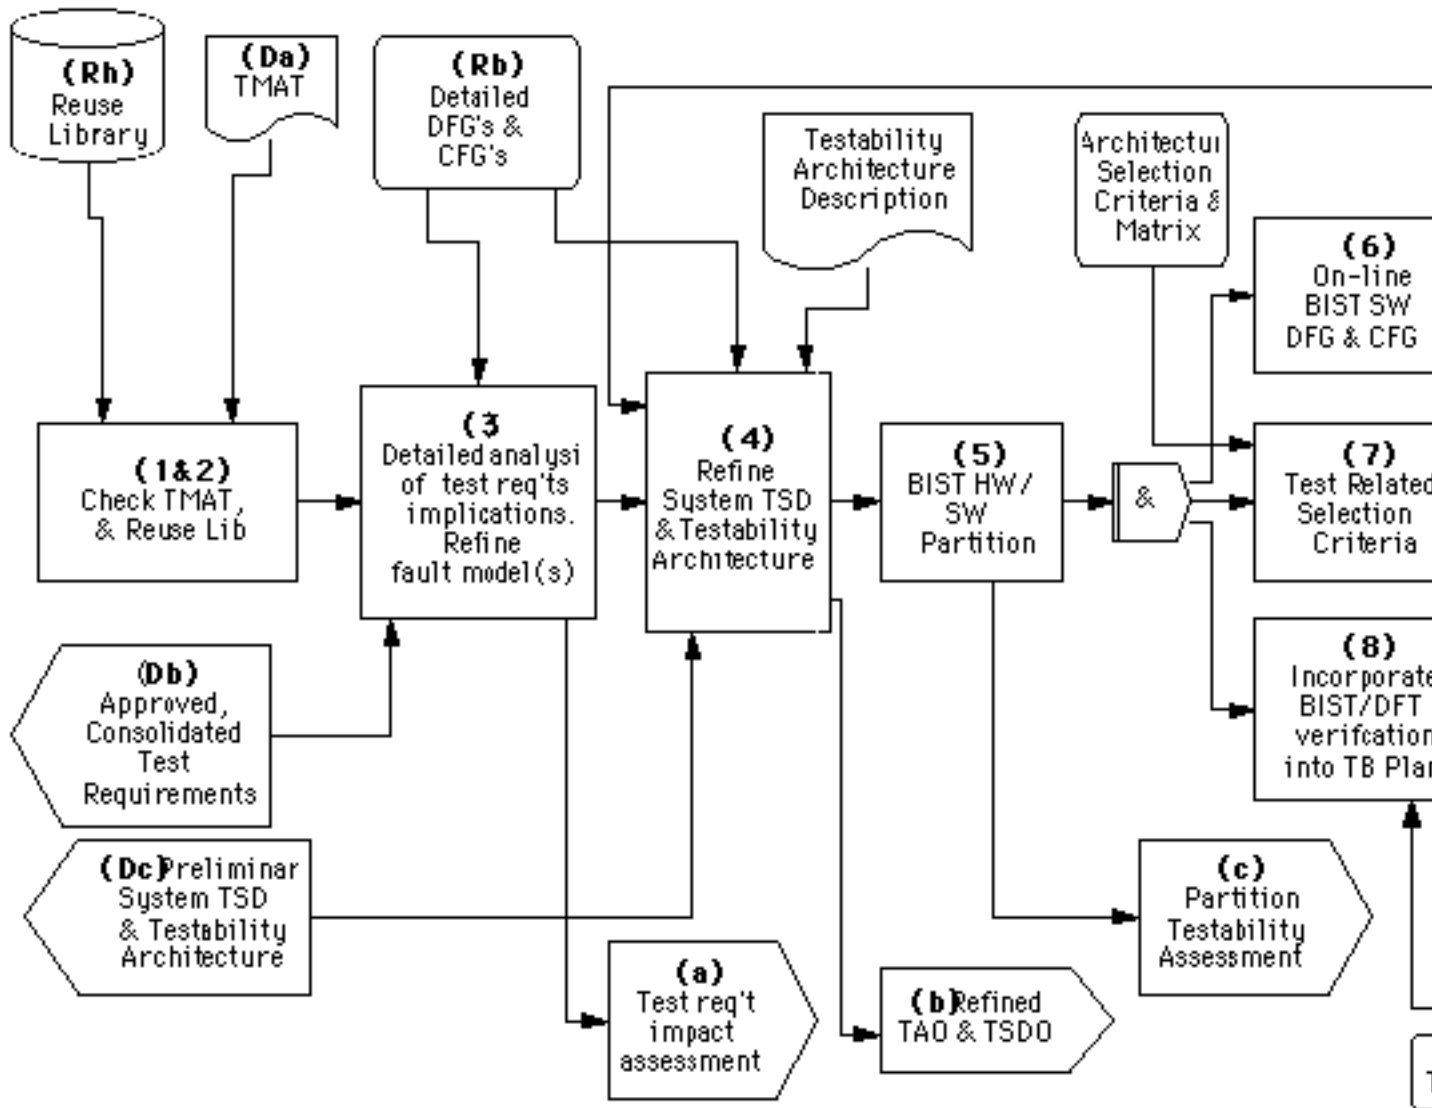 (Rh)
Reuse
Library
(Da)
TMAT
(Rb)
Detailed
DFG's &
CFG's
Testability
Architecture
Description
Architectur
Selection
Criteria &
Matrix
(6)
On-line
BIST SW
DFG & CFG
(1&2)
Check TMAT,
& Reuse Lib
(3
Detailed analysi
of test req'ts
implications.
Refine
fault model(s)
(4)
Refine
System TSD
& Testability
Architecture
(5)
BIST HW/
SW
Partition
&
(7)
Test Related
Selection
Criteria
(8)
Incorporate
BIST/DFT
verifcation
into TB Plan
(Db)
Approved,
Consolidated
Test
Requirements
(Dc) Preliminar
System TSD
& Testability
Architecture
(a)
Test req't
impact
assessment
(b) Refined
TAO & TSDO
(c)
Partition
Testability
Assessment
T